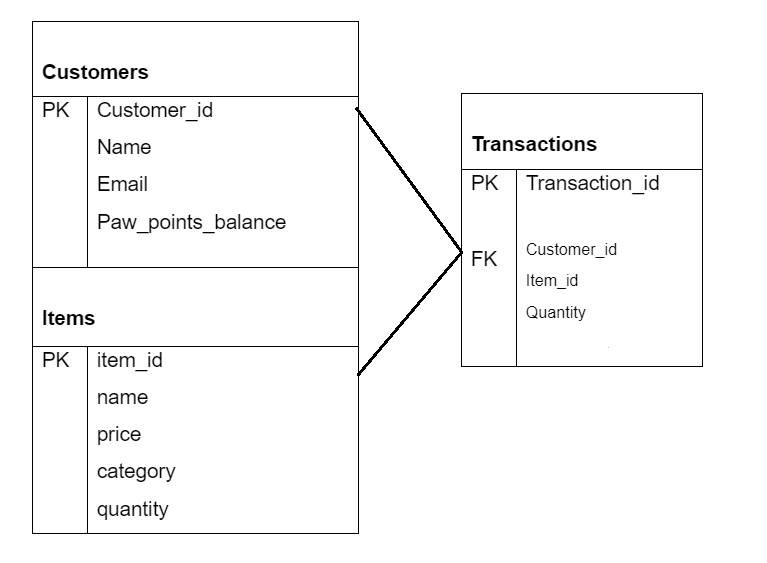 Customers
PK Customer_id
Name
Email
Paw_points_balance
Items
PK item_id
name
price
category
quantity
Transactions
PK Transaction_id
FK Customer_id
Item_id
Quantity